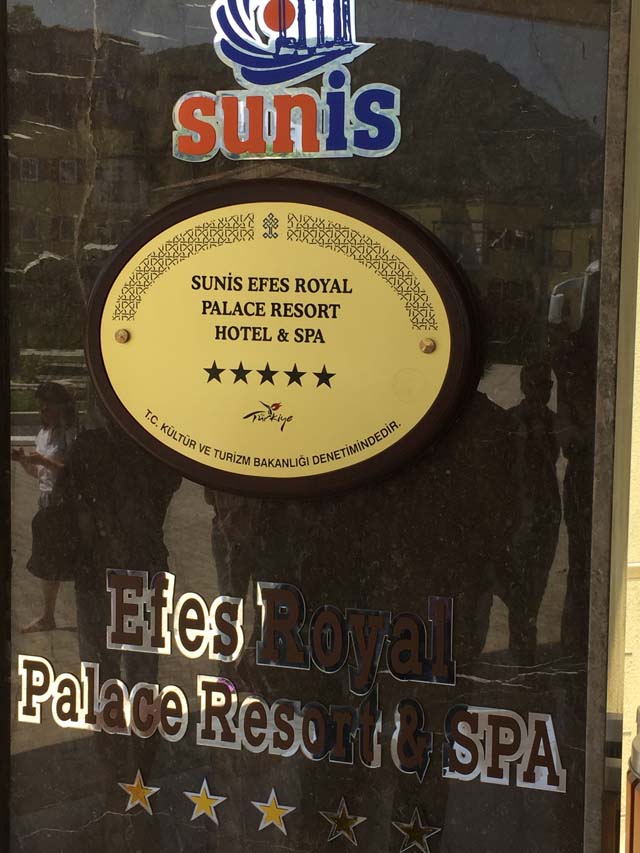 sunis
SUNİS EFES ROYAL
PALACE RESORT
HOTEL & SPA
Türkiye
T.C. KÜLTÜR VE TURİZM BAKANLIĞI DENETİMİNDEDİR.
Efes Royal
Palace Resort & SPA